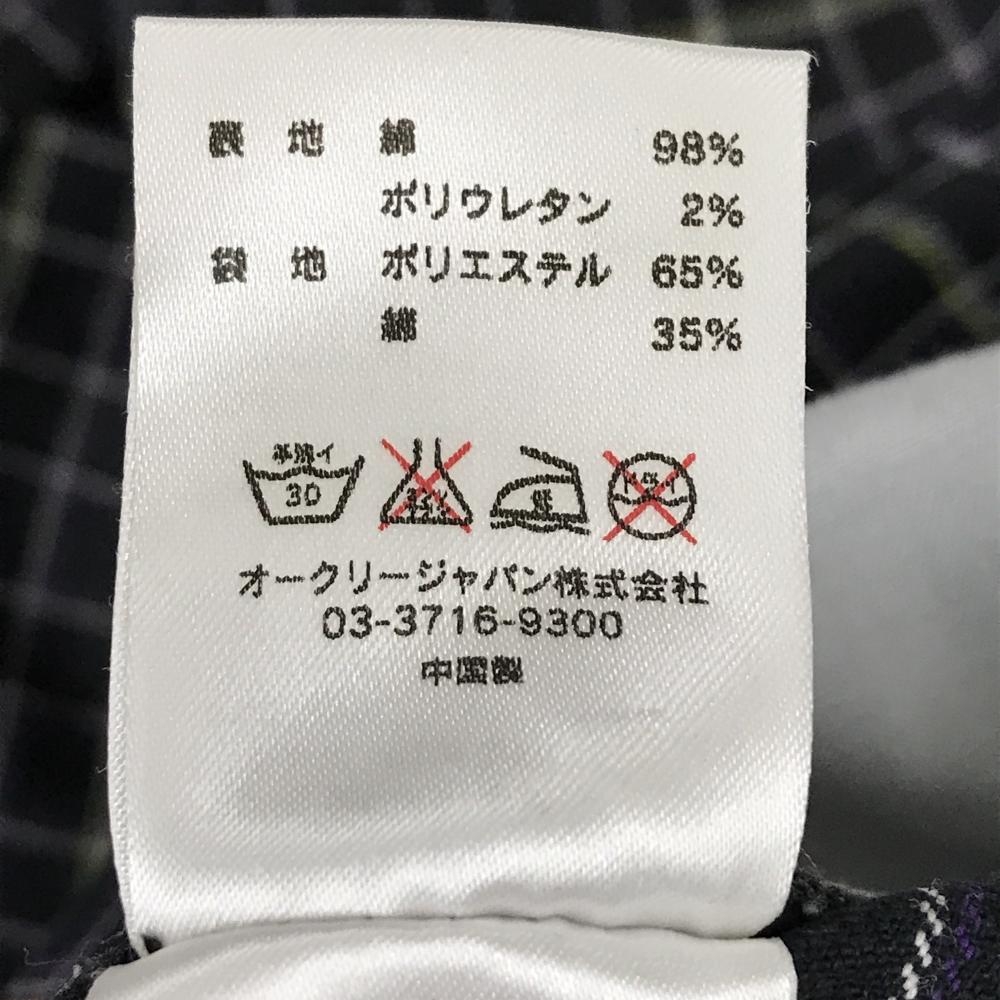 表 地 綿 98%
ポリウレタン 2%
袋 地 ポリエステル 65%
綿 35%
手洗イ
30
低
オークリージャパン株式会社
03-3716-9300
中国製